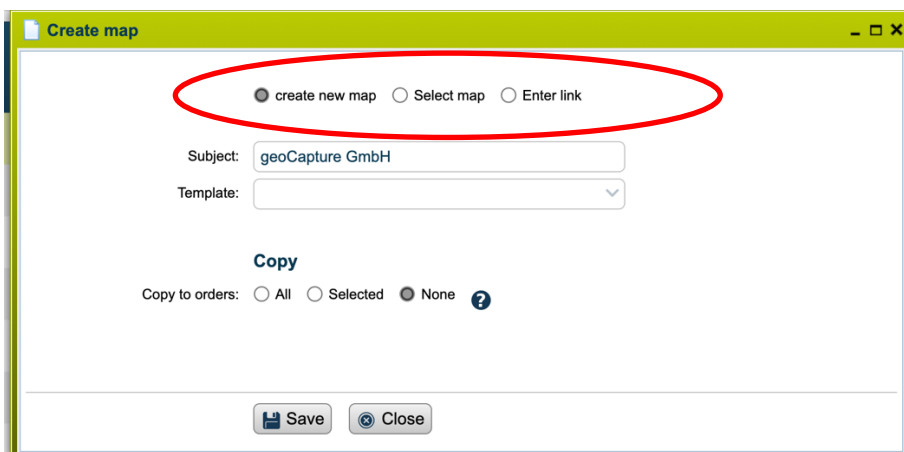 Create map
create new map Select map Enter link
Subject: geoCapture GmbH
Template:
Copy
Copy to orders: All Selected None ?
Save Close